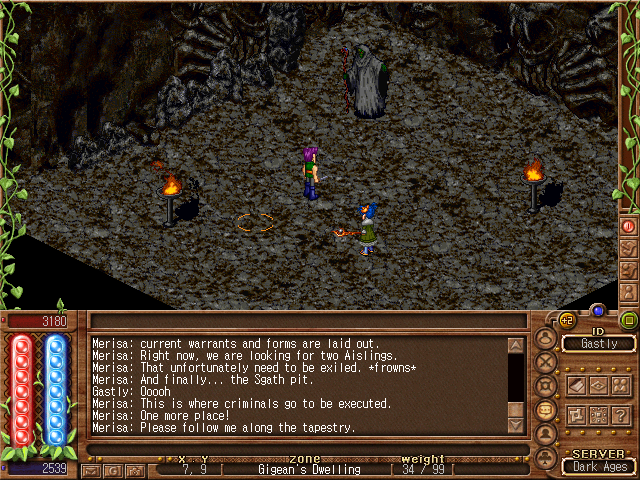 3180
+2
ID
Gastly
Merisa: current warrants and forms are laid out.
Merisa: Right now, we are looking for two Aislings.
Merisa: That unfortunately need to be exiled. *frowns*
Merisa: And finally... the Sgath pit.
Gastly: Ooooh
Merisa: This is where criminals go to be executed.
Merisa: One more place!
Merisa: Please follow me along the tapestry.
G
?
x . y zone weight
2539 7, 9 Gigean's Dwelling 34 / 99
SERVER
Dark Ages